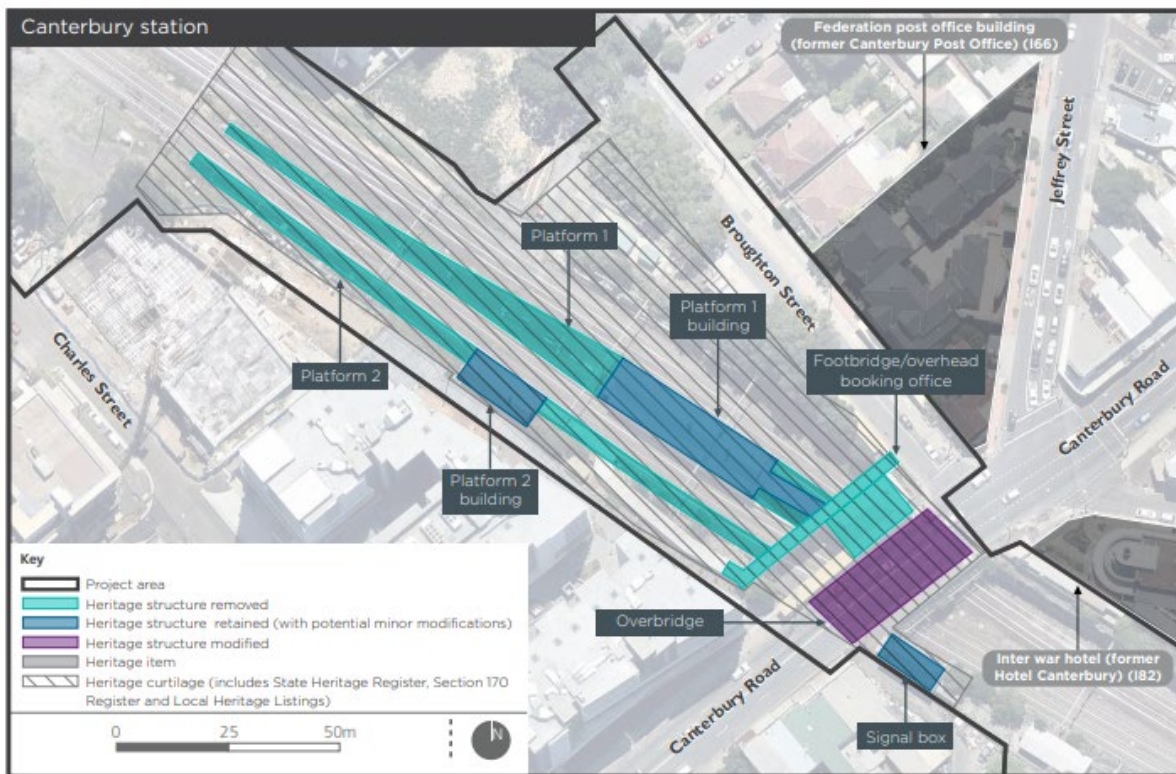 Canterbury station
Federation post office building
(former Canterbury Post Office) (I66)
Jeffrey Street
Broughton Street
Platform 1
Platform 1
building
Footbridge/overhead
booking office
Canterbury Road
Charles Street
Platform 2
Platform 2
building
Key
Project area
Heritage structure removed
Heritage structure retained (with potential minor modifications)
Heritage structure modified
Heritage item
Heritage curtilage (includes State Heritage Register, Section 170
Register and Local Heritage Listings)
0 25 50m
N
Overbridge
Canterbury Road
Signal box
Inter war hotel (former
Hotel Canterbury) (I82)